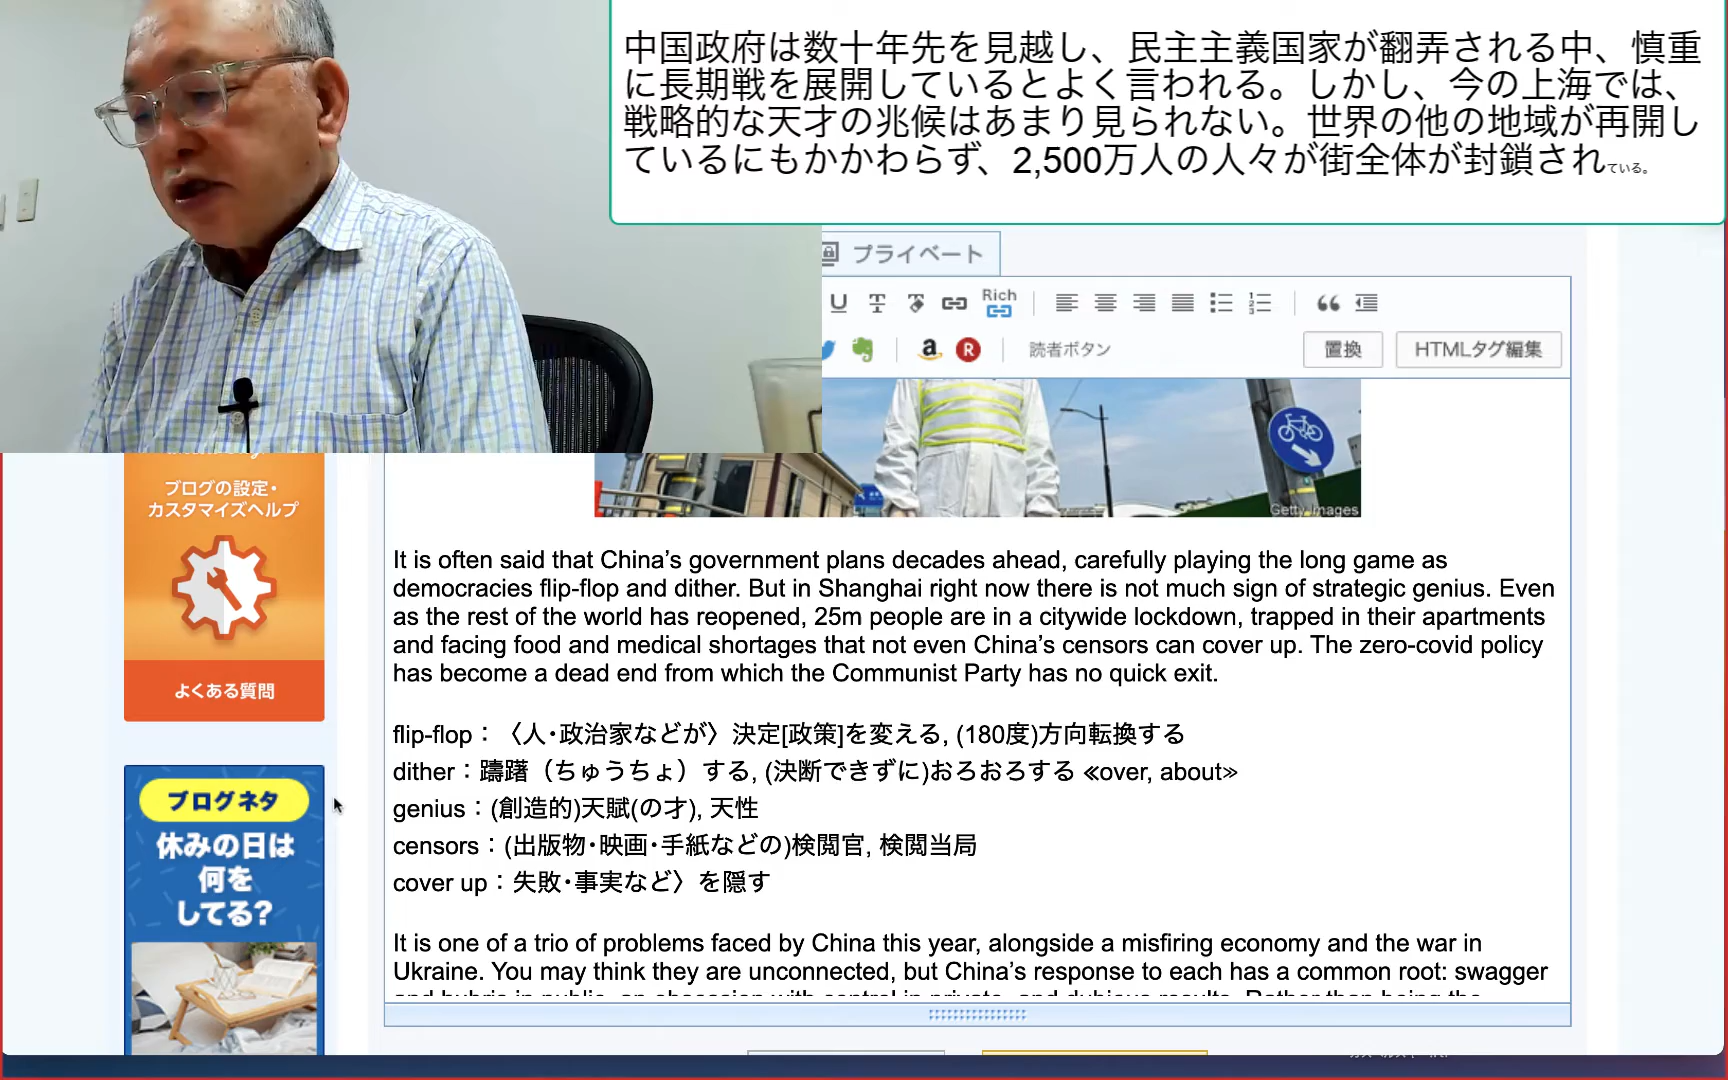 中国政府は数十年先を見越し、民主主義国家が翻弄される中、慎重
に長期戦を展開しているとよく言われる。しかし、今の上海では、
戦略的な天才の兆候はあまり見られない。世界の他の地域が再開し
ているにもかかわらず、2,500万人の人々が街全体が封鎖されている。
プライベート
Rich
読者ボタン
置換
HTMLタグ編集
Getty Images
ブログの設定・
カスタマイズヘルプ
よくある質問
ブログネタ
休みの日は
何を
してる?
It is often said that China’s government plans decades ahead, carefully playing the long game as
democracies flip-flop and dither. But in Shanghai right now there is not much sign of strategic genius. Even
as the rest of the world has reopened, 25m people are in a citywide lockdown, trapped in their apartments
and facing food and medical shortages that not even China’s censors can cover up. The zero-covid policy
has become a dead end from which the Communist Party has no quick exit.
flip-flop：〈人･政治家などが〉決定[政策]を変える, (180度)方向転換する
dither：躊躇（ちゅうちょ）する, (決断できずに)おろおろする ≪over, about≫
genius：(創造的)天賦(の才), 天性
censors：(出版物･映画･手紙などの)検閲官, 検閲当局
cover up：失敗･事実など〉を隠す
It is one of a trio of problems faced by China this year, alongside a misfiring economy and the war in
Ukraine. You may think they are unconnected, but China’s response to each has a common root: swagger
and hubris in public, an obsession with control in private, and dubious results. Rather than being the